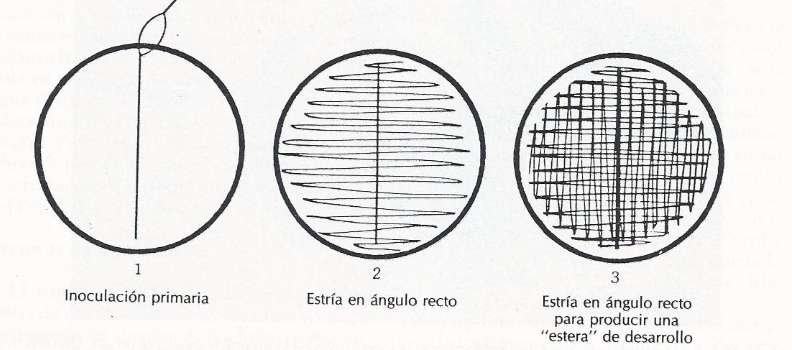 1
Inoculación primaria
2
Estría en ángulo recto
3
Estría en ángulo recto
para producir una
"estera" de desarrollo